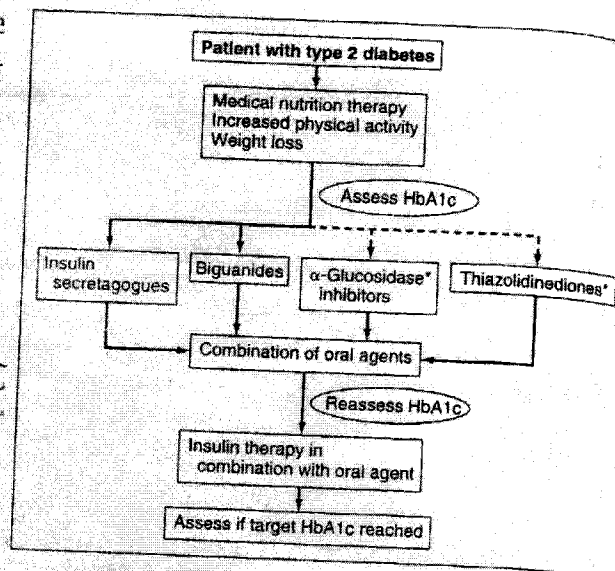 Patient with type 2 diabetes
Medical nutrition therapy
Increased physical activity
Weight loss
Assess HbA1c
Insulin
secretagogues
Biguanides
α-Glucosidase*
inhibitors
Thiazolidinediones*
Combination of oral agents
Reassess HbA1c
Insulin therapy in
combination with oral agent
Assess if target HbA1c reached